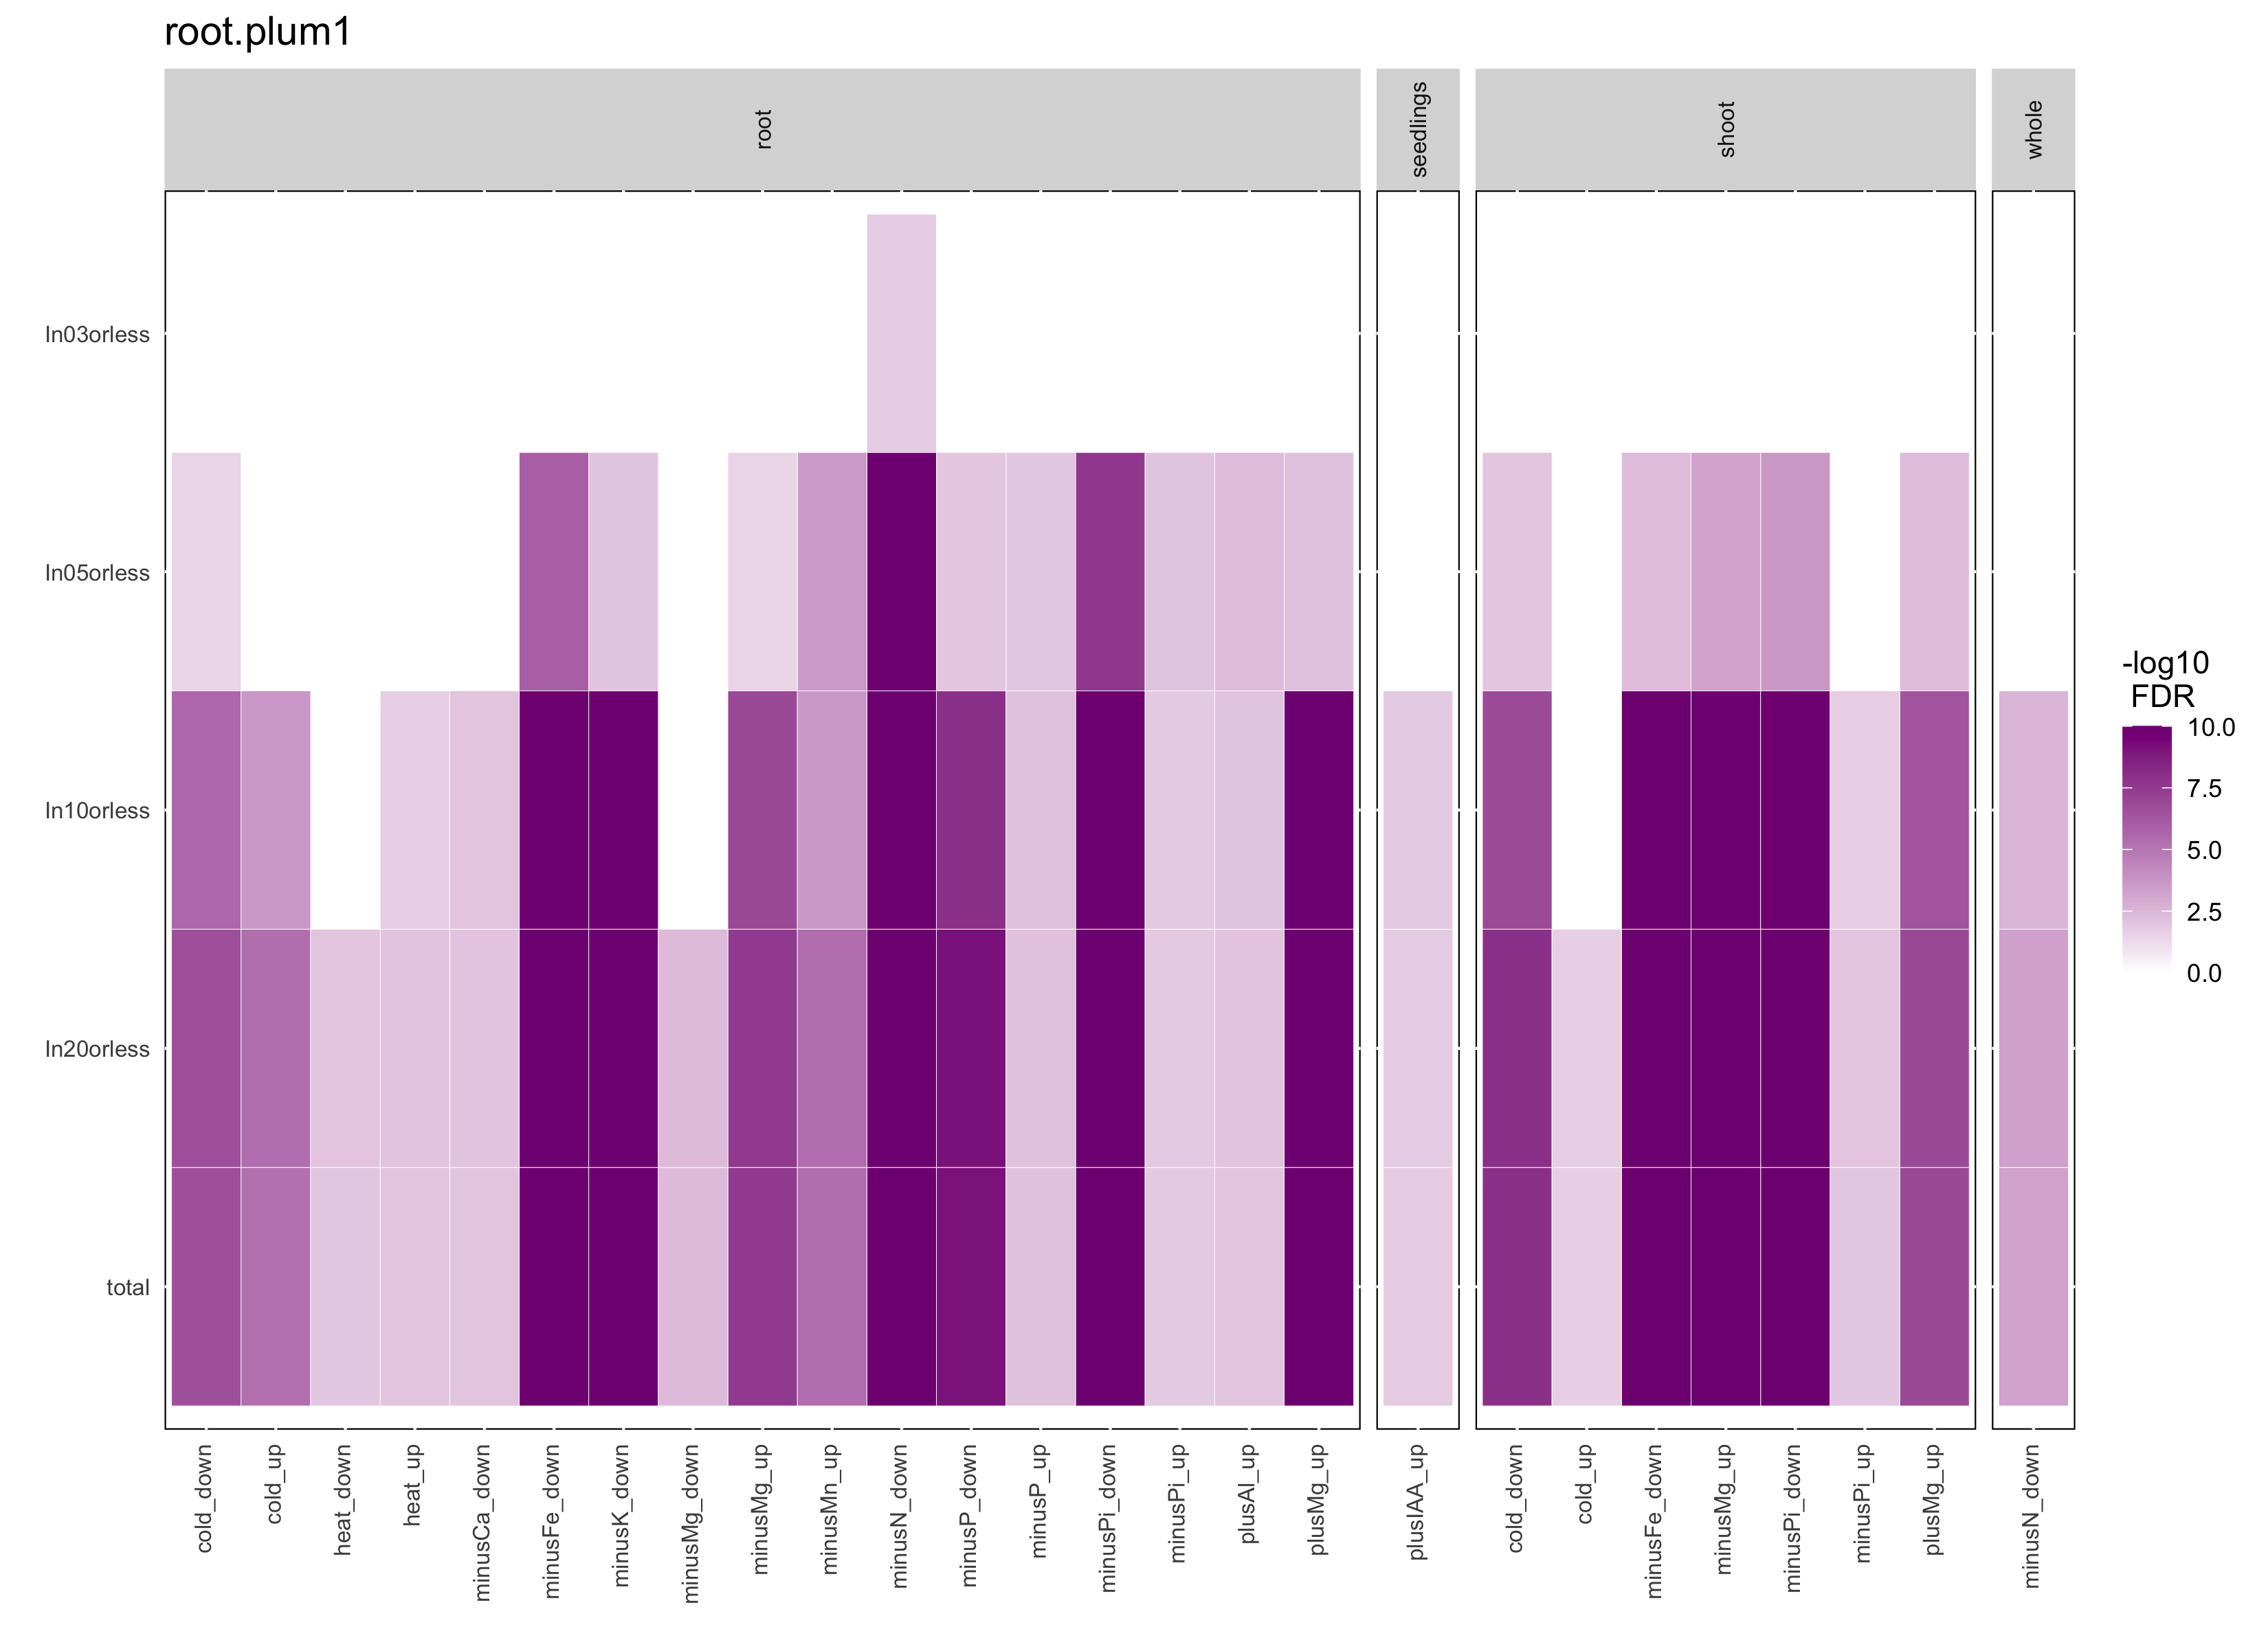 root.plum1
root
seedlings
shoot
whole
In03orless
In05orless
In10orless
In20orless
total
-log10
FDR
10.0
7.5
5.0
2.5
0.0
cold_down
cold_up
heat_down
heat_up
minusCa_down
minusFe_down
minusK_down
minusMg_down
minusMg_up
minusMn_up
minusN_down
minusP_down
minusP_up
minusPi_down
minusPi_up
plusAl_up
plusMg_up
plusIAA_up
cold_down
cold_up
minusFe_down
minusMg_up
minusPi_down
minusPi_up
plusMg_up
minusN_down